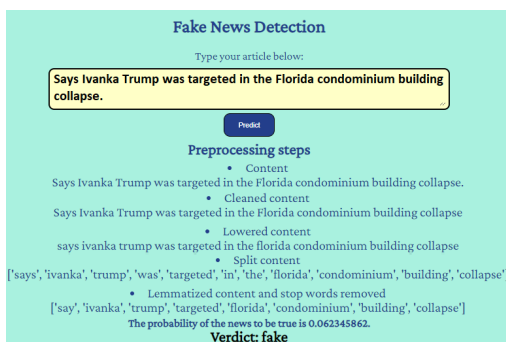 Fake News Detection
Type your article below:
Says Ivanka Trump was targeted in the Florida condominium building
collapse.
Predict
Preprocessing steps
• Content
Says Ivanka Trump was targeted in the Florida condominium building collapse.
• Cleaned content
Says Ivanka Trump was targeted in the Florida condominium building collapse
• Lowered content
says ivanka trump was targeted in the florida condominium building collapse
• Split content
['says', 'ivanka', 'trump', 'was', 'targeted', 'in', 'the', 'florida', 'condominium', 'building', 'collapse'
• Lemmatized content and stop words removed
['say', 'ivanka', 'trump', 'targeted', 'florida', 'condominium', 'building', 'collapse']
The probability of the news to be true is 0.062345862.
Verdict: fake